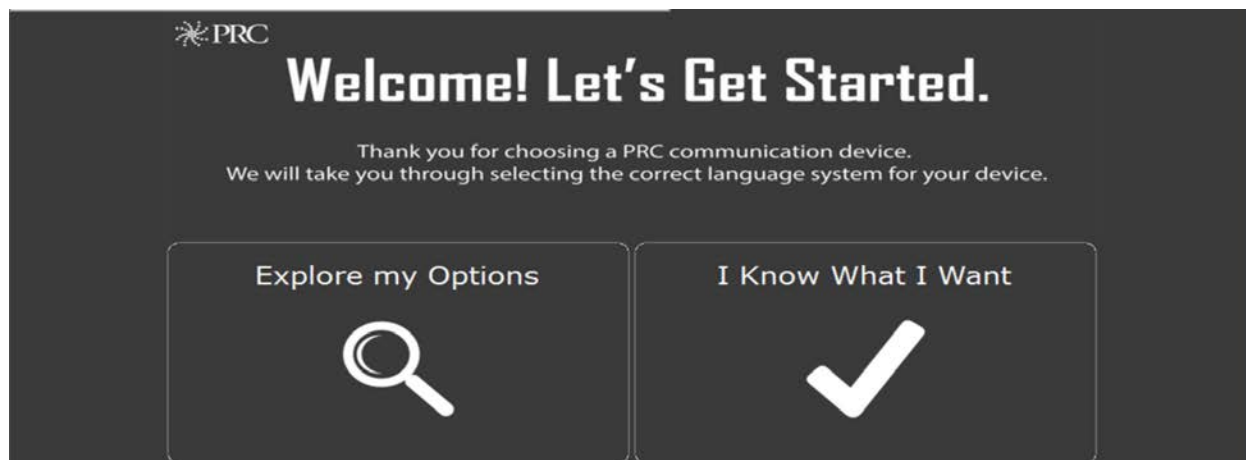 PRC
Welcome! Let's Get Started.
Thank you for choosing a PRC communication device.
We will take you through selecting the correct language system for your device.
Explore my Options
I Know What I Want